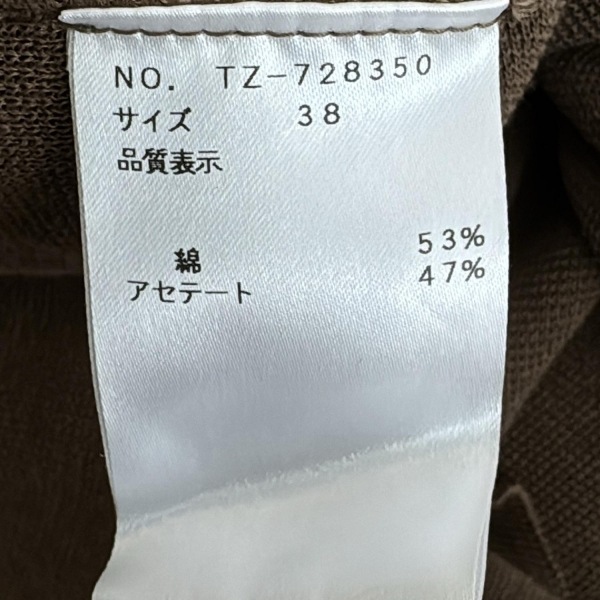 NO. TZ-728350
サイズ 38
品質表示
綿 53%
アセテート 47%